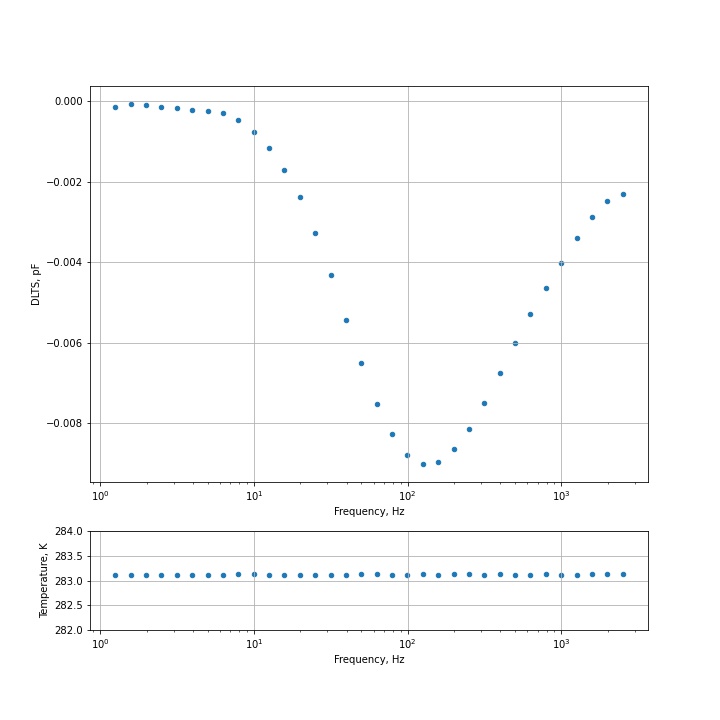 0.000
−0.002
−0.004
−0.006
−0.008
DLTS, pF
10⁰ 10¹ 10² 10³
Frequency, Hz
284.0
283.5
283.0
282.5
282.0
Temperature, K
10⁰ 10¹ 10² 10³
Frequency, Hz